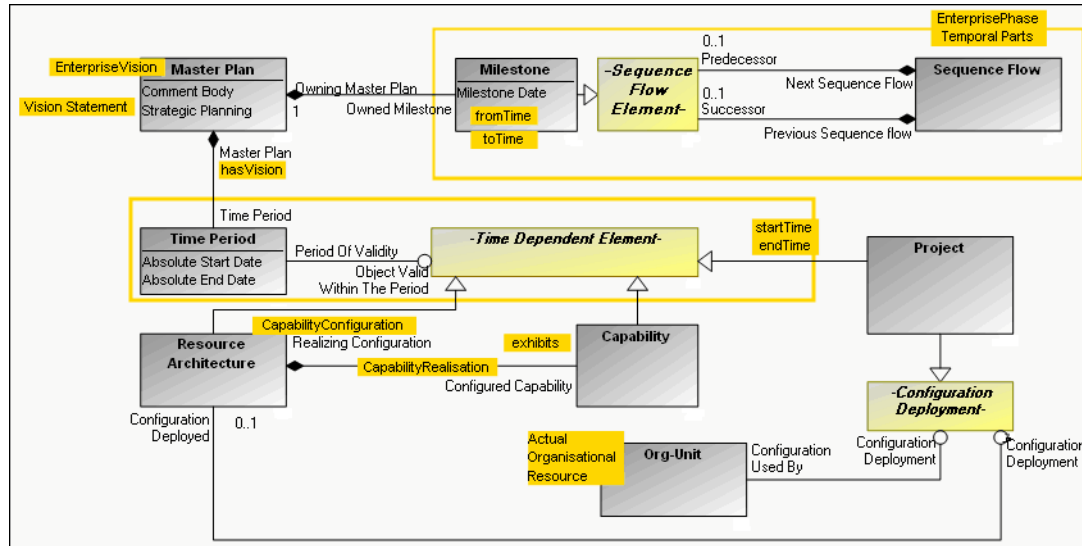 EnterprisePhase
Temporal Parts
EnterpriseVision
Master Plan
Comment Body
Strategic Planning
Vision Statement
Owning Master Plan
1
Owned Milestone
Milestone
Milestone Date
fromTime
toTime
-Sequence
Flow
Element-
0..1
Predecessor
Next Sequence Flow
0..1
Successor
Previous Sequence flow
Sequence Flow
Master Plan
hasVision
Time Period
Time Period
Absolute Start Date
Absolute End Date
Period Of Validity
Object Valid
Within The Period
-Time Dependent Element-
startTime
endTime
Project
CapabilityConfiguration
Realizing Configuration
Resource
Architecture
CapabilityRealisation
exhibits
Configured Capability
Capability
Configuration
Deployed
0..1
-Configuration
Deployment-
Actual
Organisational
Resource
Org-Unit
Configuration
Used By
Configuration
Deployment
Configuration
Deployment